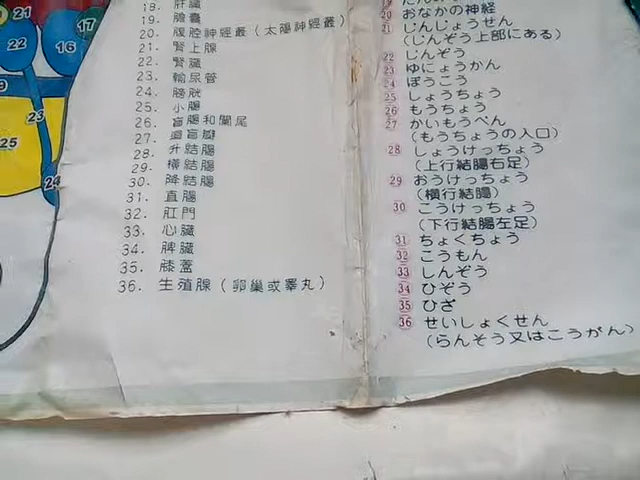 21
22
17
16
23
25
24
18. 肝臟
19. 膽囊
20. 腹腔神經叢（太陽神經叢）
21. 腎上腺
22. 腎臟
23. 輸尿管
24. 膀胱
25. 小腸
26. 盲腸和闌尾
27. 迴盲瓣
28. 升結腸
29. 橫結腸
30. 降結腸
31. 直腸
32. 肛門
33. 心臟
34. 脾臟
35. 膝蓋
36. 生殖腺（卵巢或睪丸）
おなかの神経
21 じんじょうせん
（じんぞう上部にある）
22 じんぞう
23 ゆにょうかん
24 ぼうこう
25 しょうちょう
26 もうちょう
27 かいもうべん
（もうちょうの入口）
28 しょうけっちょう
（上行結腸右足）
29 おうけっちょう
（横行結腸）
30 こうけっちょう
（下行結腸左足）
31 ちょくちょう
32 こうもん
33 しんぞう
34 ひぞう
35 ひざ
36 せいしょくせん
（らんそう又はこうがん）